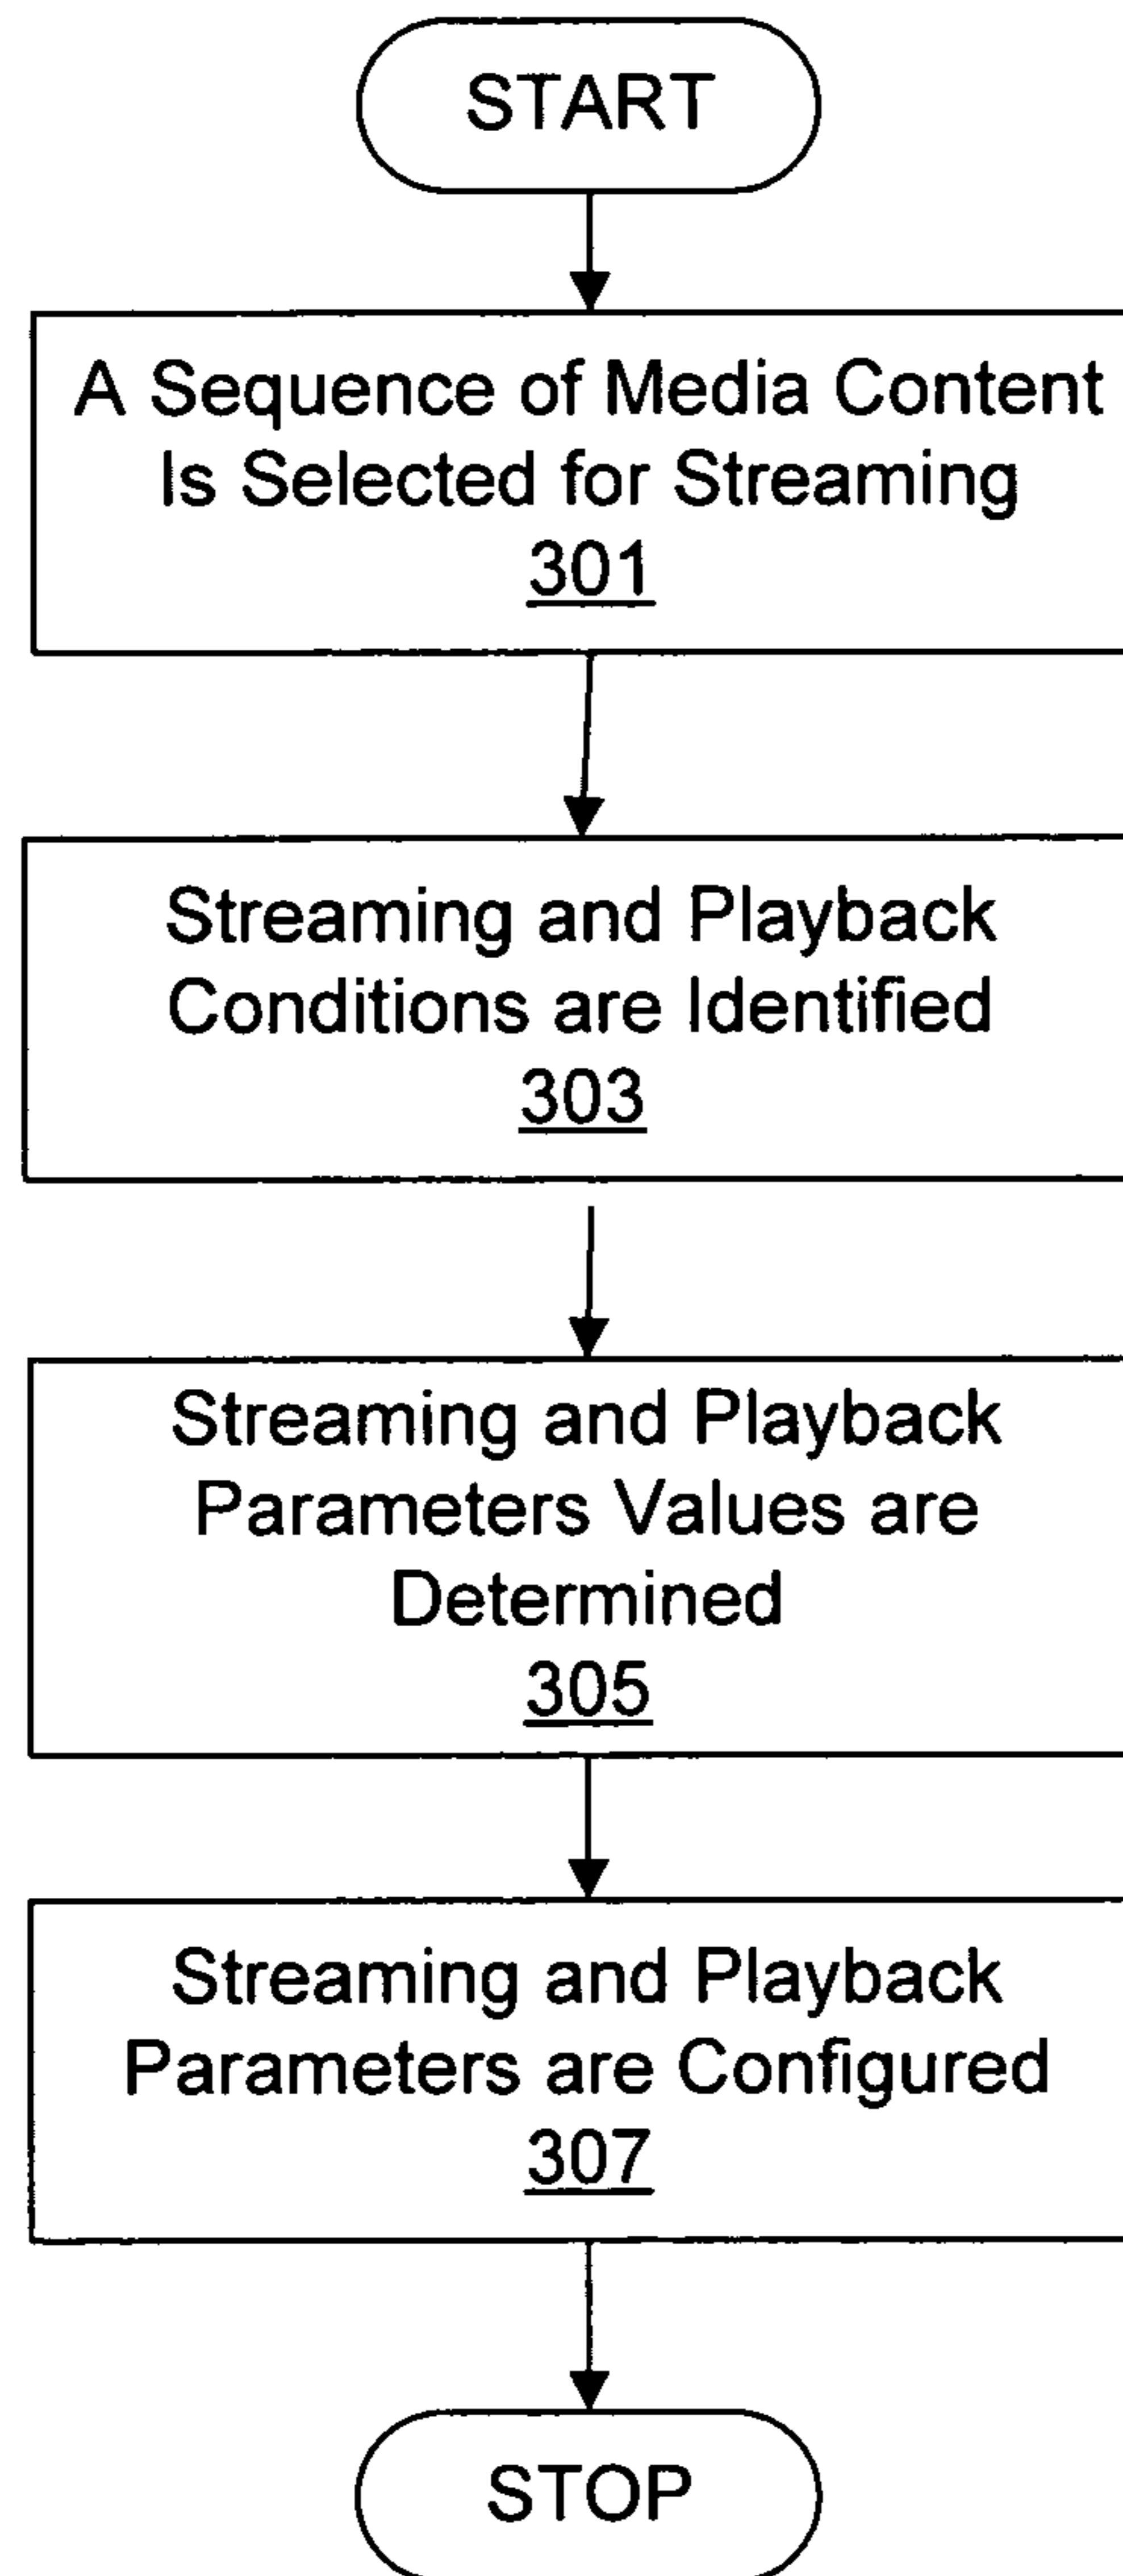 START
A Sequence of Media Content
Is Selected for Streaming
301
Streaming and Playback
Conditions are Identified
303
Streaming and Playback
Parameters Values are
Determined
305
Streaming and Playback
Parameters are Configured
307
STOP